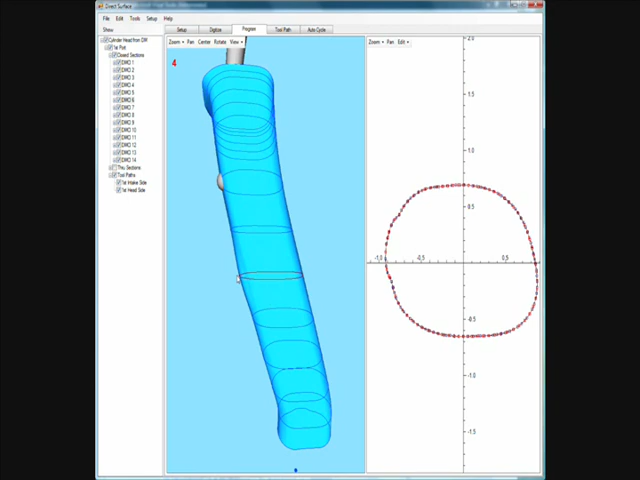 Direct Surface
File Edit Tools Setup Help
Show
Setup Digitize Program Tool Path Auto Cycle
Cylinder Head from DIR
1st Port
Closed Sections
DMO 1
DMO 2
DMO 3
DMO 4
DMO 5
DMO 6
DMO 7
DMO 8
DMO 9
DMO 10
DMO 11
DMO 12
DMO 13
DMO 14
Thru Sections
Tool Paths
1st Intake Side
1st Head Side
Zoom Pan Center Rotate View
4
Zoom Pan Edit
2.0
1.5
1.0
0.5
-1.0 -0.5 0.5
-0.5
-1.0
-1.5